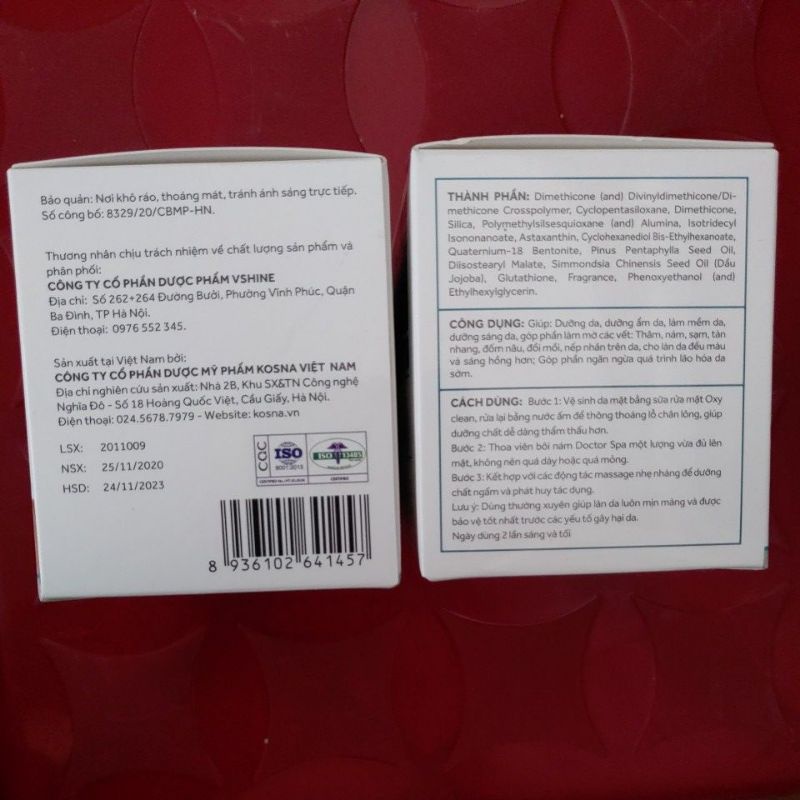 Bảo quản: Nơi khô ráo, thoáng mát, tránh ánh sáng trực tiếp.
Số công bố: 8329/20/CBMP-HN.
Thương nhân chịu trách nhiệm về chất lượng sản phẩm và
phân phối:
CÔNG TY CỔ PHẦN DƯỢC PHẨM VSHINE
Địa chỉ: Số 262+264 Đường Bưởi, Phường Vĩnh Phúc, Quận
Ba Đình, TP Hà Nội.
Điện thoại: 0976 552 345.
Sản xuất tại Việt Nam bởi:
CÔNG TY CỔ PHẦN DƯỢC MỸ PHẨM KOSNA VIỆT NAM
Địa chỉ nghiên cứu sản xuất: Nhà 2B, Khu SX&TN Công nghệ
Nghĩa Đô - Số 18 Hoàng Quốc Việt, Cầu Giấy, Hà Nội.
Điện thoại: 024.5678.7979 - Website: kosna.vn
LSX: 2011009
NSX: 25/11/2020
HSD: 24/11/2023
CQC
ISO
9001:2015
ISO 13485
CERTIFIED
8 936102 641457
THÀNH PHẦN: Dimethicone (and) Divinyldimethicone/Di-
methicone Crosspolymer, Cyclopentasiloxane, Dimethicone,
Silica, Polymethylsilsesquioxane (and) Alumina, Isotridecyl
Isononanoate, Astaxanthin, Cyclohexanediol Bis-Ethylhexanoate,
Quaternium-18 Bentonite, Pinus Pentaphylla Seed Oil,
Diisostearyl Malate, Simmondsia Chinensis Seed Oil (Dầu
Jojoba), Glutathione, Fragrance, Phenoxyethanol (and)
Ethylhexylglycerin.
CÔNG DỤNG: Giúp: Dưỡng da, dưỡng ẩm da, làm mềm da,
dưỡng sáng da, góp phần làm mờ các vết: Thâm, nám, sạm, tàn
nhang, đốm nâu, đồi mồi, nếp nhăn trên da, cho làn da đều màu
và sáng hồng hơn; Góp phần ngăn ngừa quá trình lão hóa da
sớm.
CÁCH DÙNG: Bước 1: Vệ sinh da mặt bằng sữa rửa mặt Oxy
clean, rửa lại bằng nước ấm để thông thoáng lỗ chân lông, giúp
dưỡng chất dễ dàng thẩm thấu hơn.
Bước 2: Thoa viên bôi nám Doctor Spa một lượng vừa đủ lên
mặt, không nên quá dày hoặc quá mỏng.
Bước 3: Kết hợp với các động tác massage nhẹ nhàng để dưỡng
chất ngấm và phát huy tác dụng.
Lưu ý: Dùng thường xuyên giúp làn da luôn mịn màng và được
bảo vệ tốt nhất trước các yếu tố gây hại da.
Ngày dùng 2 lần sáng và tối